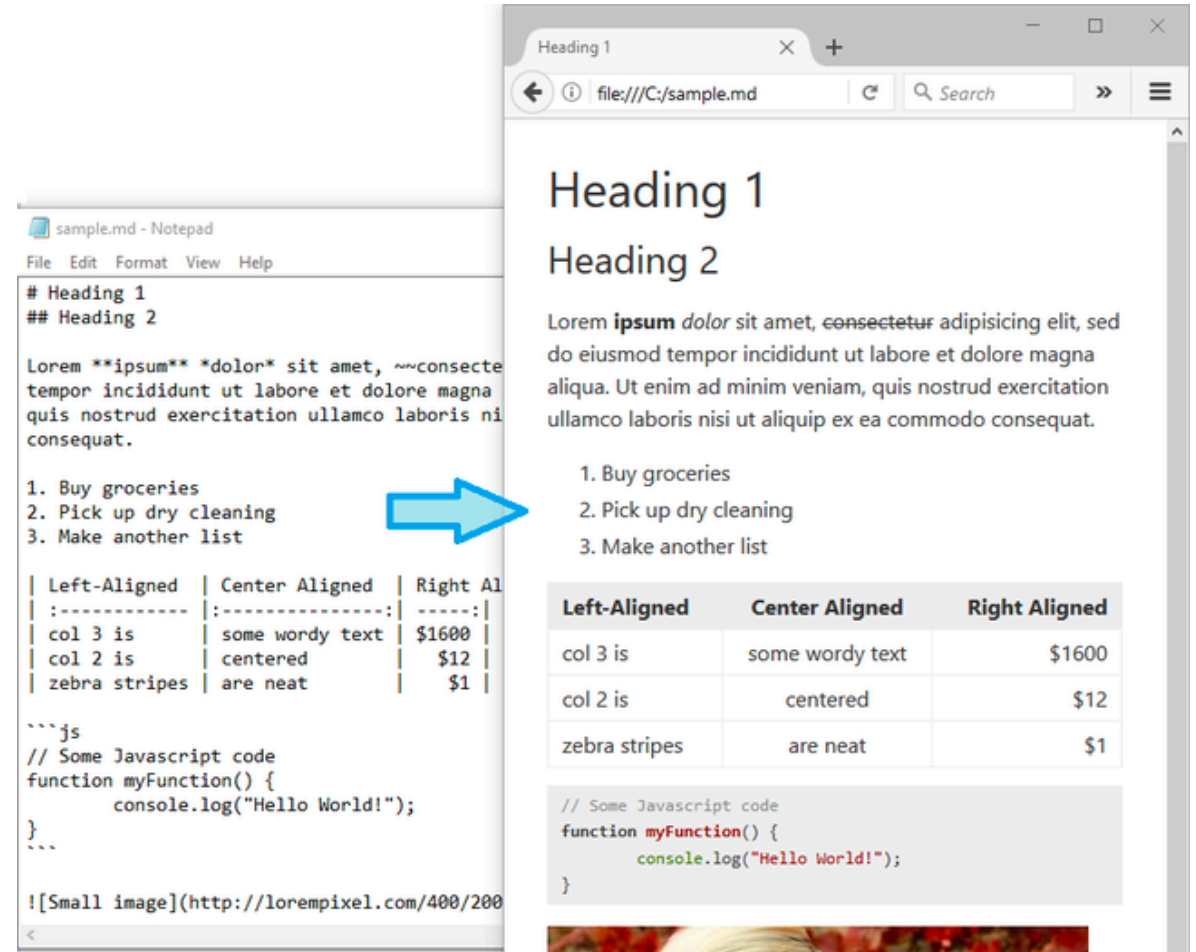 sample.md - Notepad
File Edit Format View Help
# Heading 1
## Heading 2
Lorem **ipsum** *dolor* sit amet, ~~consecte
tempor incididunt ut labore et dolore magna
quis nostrud exercitation ullamco laboris ni
consequat.
1. Buy groceries
2. Pick up dry cleaning
3. Make another list
| Left-Aligned  | Center Aligned  | Right Al
| :------------ |:---------------:| -----:|
| col 3 is      | some wordy text | $1600 |
| col 2 is      | centered        |   $12 |
| zebra stripes | are neat        |    $1 |
```js
// Some Javascript code
function myFunction() {
        console.log("Hello World!");
}
```
![Small image](http://lorempixel.com/400/200
Heading 1
file:///C:/sample.md
Search
Heading 1
Heading 2
Lorem ipsum dolor sit amet, consectetur adipisicing elit, sed
do eiusmod tempor incididunt ut labore et dolore magna
aliqua. Ut enim ad minim veniam, quis nostrud exercitation
ullamco laboris nisi ut aliquip ex ea commodo consequat.
1. Buy groceries
2. Pick up dry cleaning
3. Make another list
Left-Aligned Center Aligned Right Aligned
col 3 is some wordy text $1600
col 2 is centered $12
zebra stripes are neat $1
// Some Javascript code
function myFunction() {
        console.log("Hello World!");
}